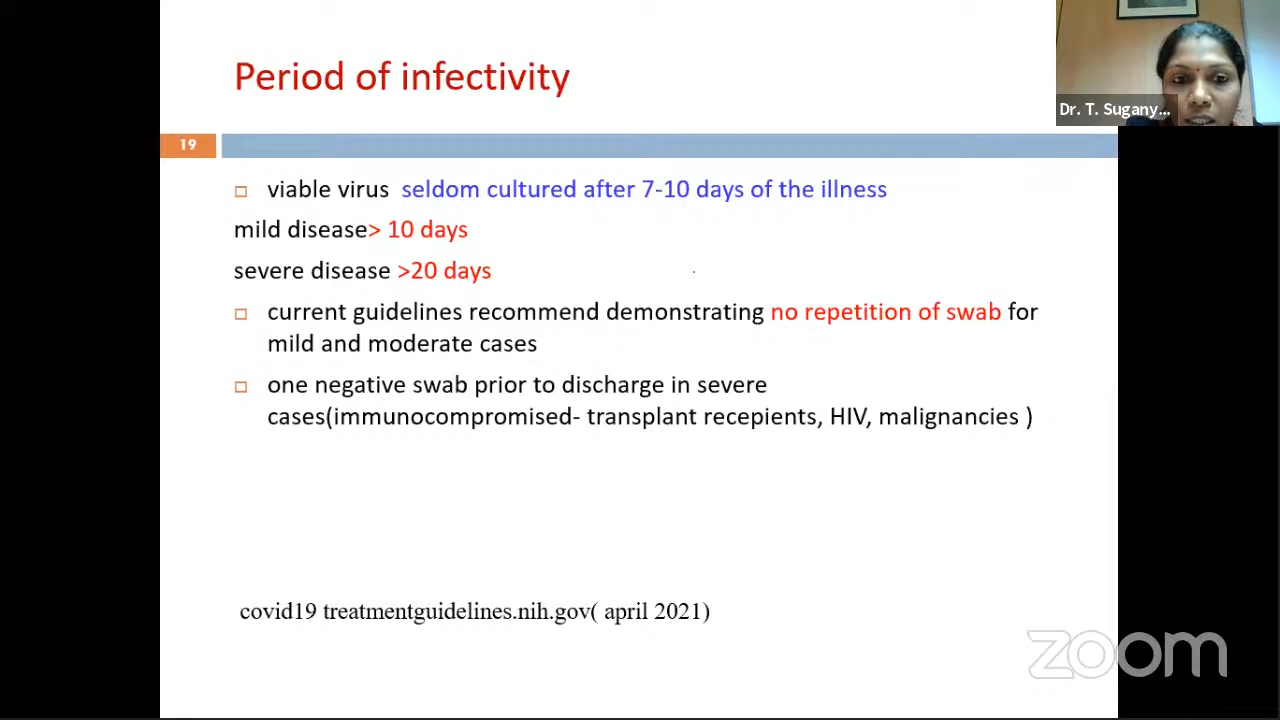 Period of infectivity
Dr. T. Sugany...
19
viable virus seldom cultured after 7-10 days of the illness
mild disease> 10 days
severe disease >20 days
current guidelines recommend demonstrating no repetition of swab for
mild and moderate cases
one negative swab prior to discharge in severe
cases(immunocompromised- transplant recepients, HIV, malignancies )
covid19 treatmentguidelines.nih.gov( april 2021)
zoom